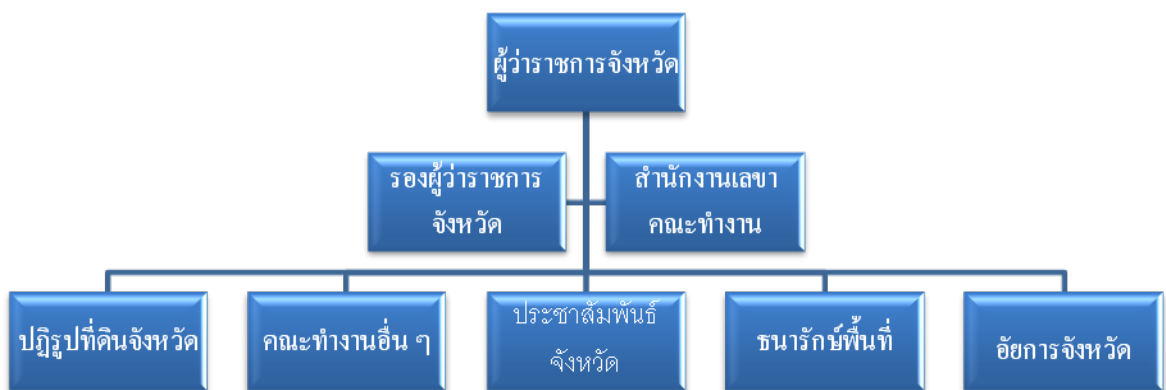 ผู้ว่าราชการจังหวัด
รองผู้ว่าราชการ
จังหวัด
สำนักงานเลขา
คณะทำงาน
ปฏิรูปที่ดินจังหวัด
คณะทำงานอื่น ๆ
ประชาสัมพันธ์
จังหวัด
ธนารักษ์พื้นที่
อัยการจังหวัด